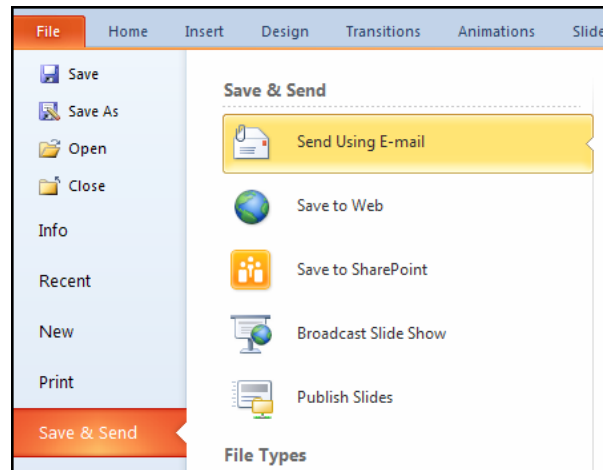 File Home Insert Design Transitions Animations Slide
Save
Save As
Open
Close
Info
Recent
New
Print
Save & Send
Save & Send
Send Using E-mail
Save to Web
Save to SharePoint
Broadcast Slide Show
Publish Slides
File Types